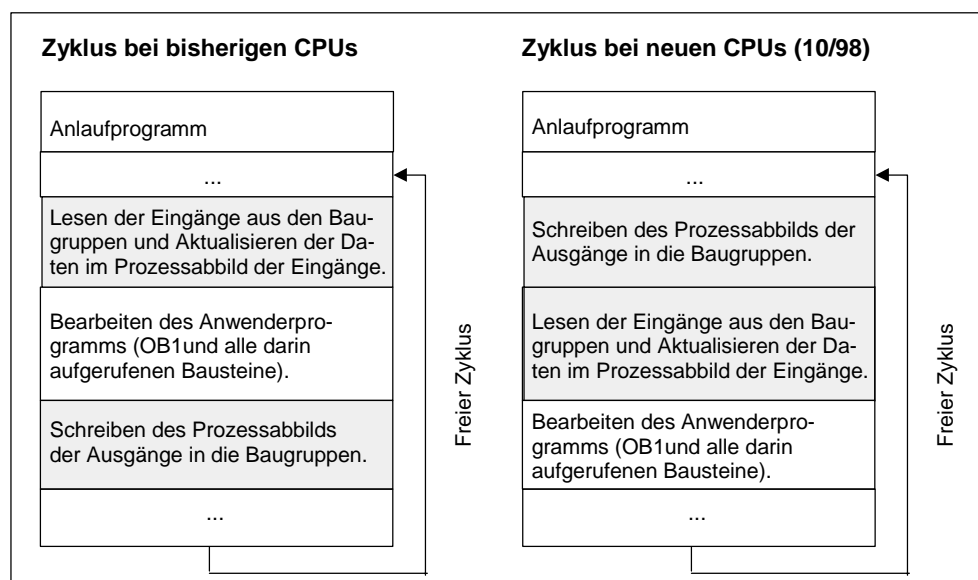 Zyklus bei bisherigen CPUs
Anlaufprogramm
...
Lesen der Eingänge aus den Bau-
gruppen und Aktualisieren der Da-
ten im Prozessabbild der Eingänge.
Bearbeiten des Anwenderpro-
gramms (OB1und alle darin
aufgerufenen Bausteine).
Schreiben des Prozessabbilds
der Ausgänge in die Baugruppen.
...
Freier Zyklus
Zyklus bei neuen CPUs (10/98)
Anlaufprogramm
...
Schreiben des Prozessabbilds der
Ausgänge in die Baugruppen.
Lesen der Eingänge aus den Bau-
gruppen und Aktualisieren der Da-
ten im Prozessabbild der Eingänge.
Bearbeiten des Anwenderpro-
gramms (OB1und alle darin
aufgerufenen Bausteine).
...
Freier Zyklus